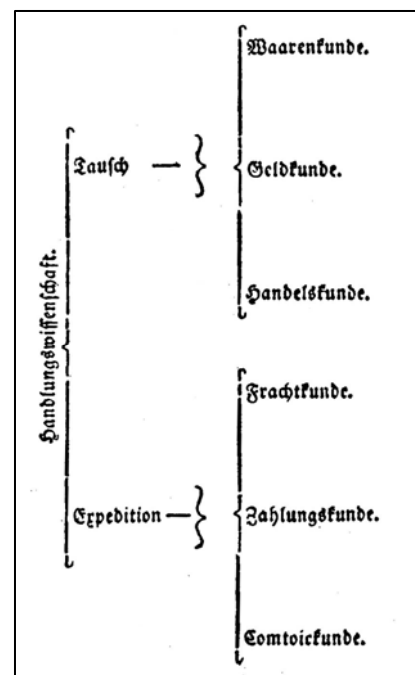 Handlungswissenschaft.
Tausch
Waarenkunde.
Geldkunde.
Handelskunde.
Expedition
Frachtkunde.
Zahlungskunde.
Comtoirkunde.